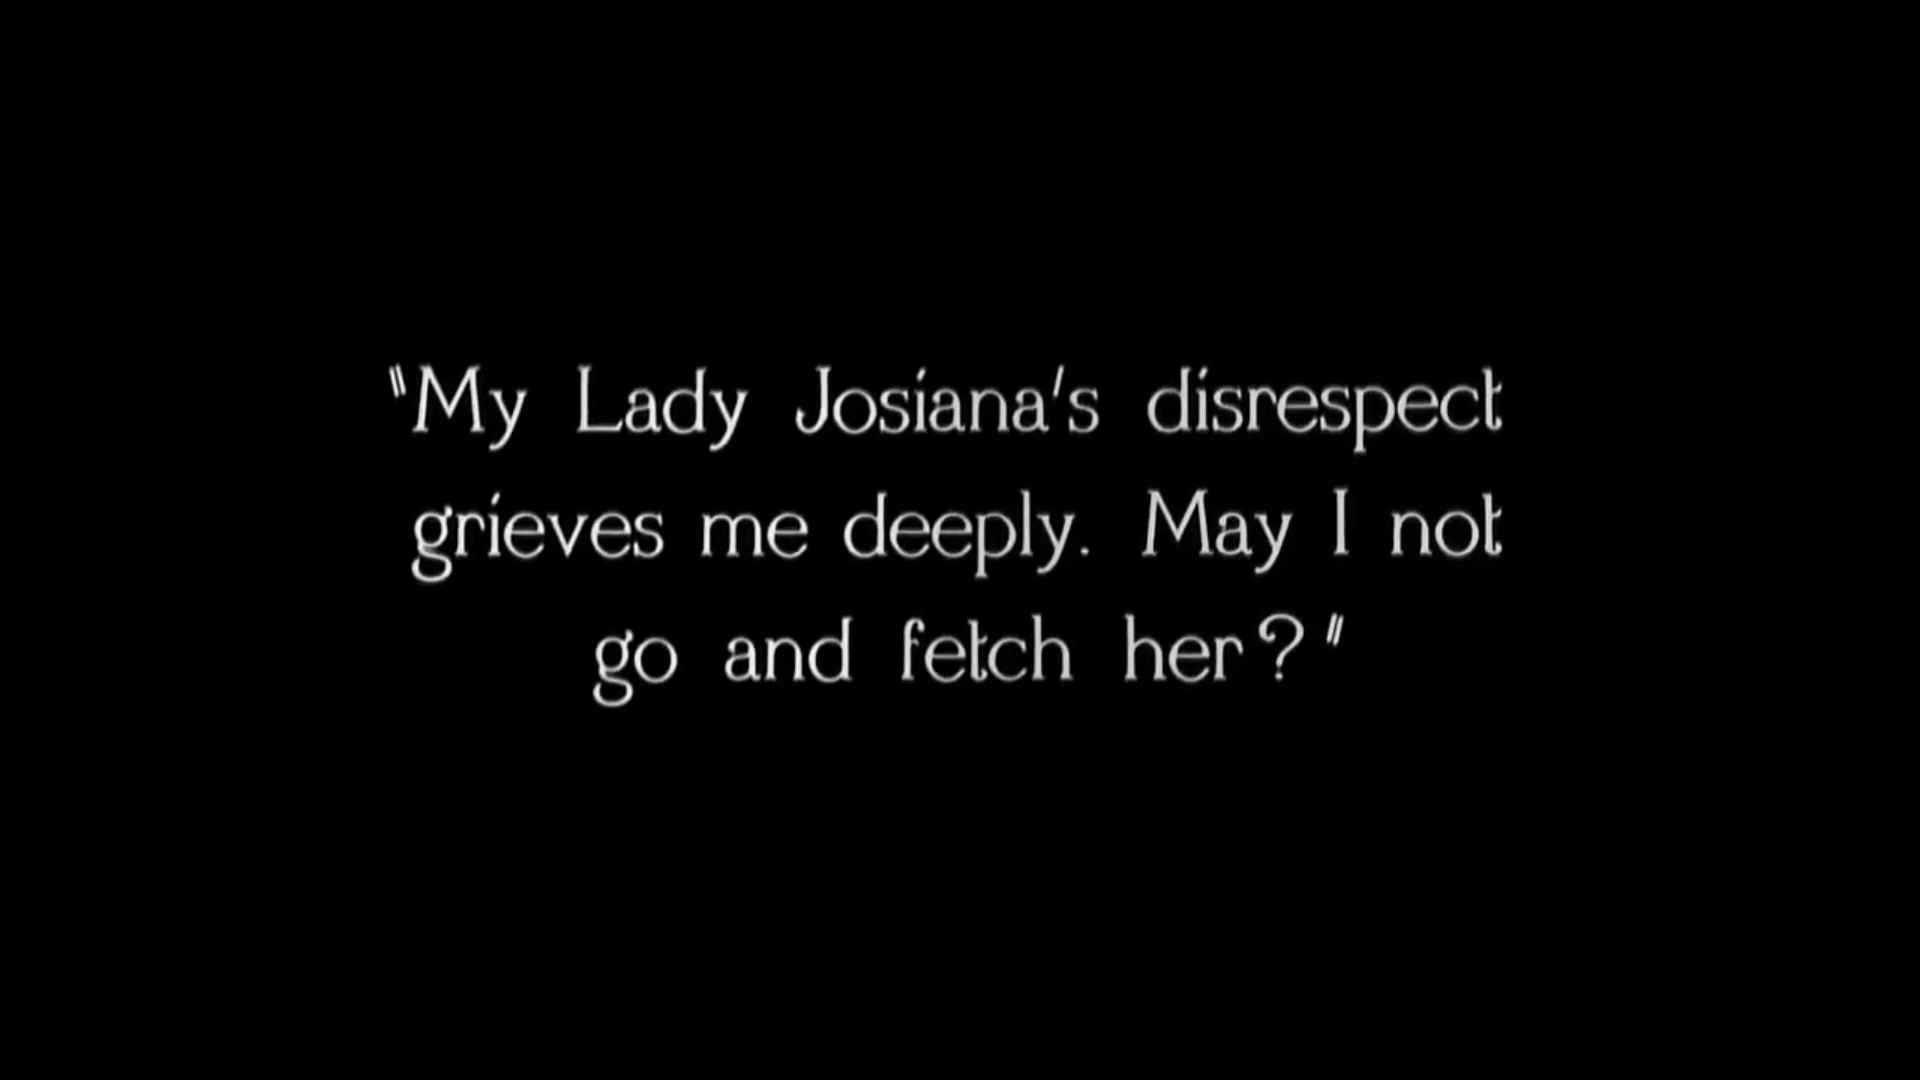 "My Lady Josiana's disrespect
grieves me deeply. May I not
go and fetch her?"